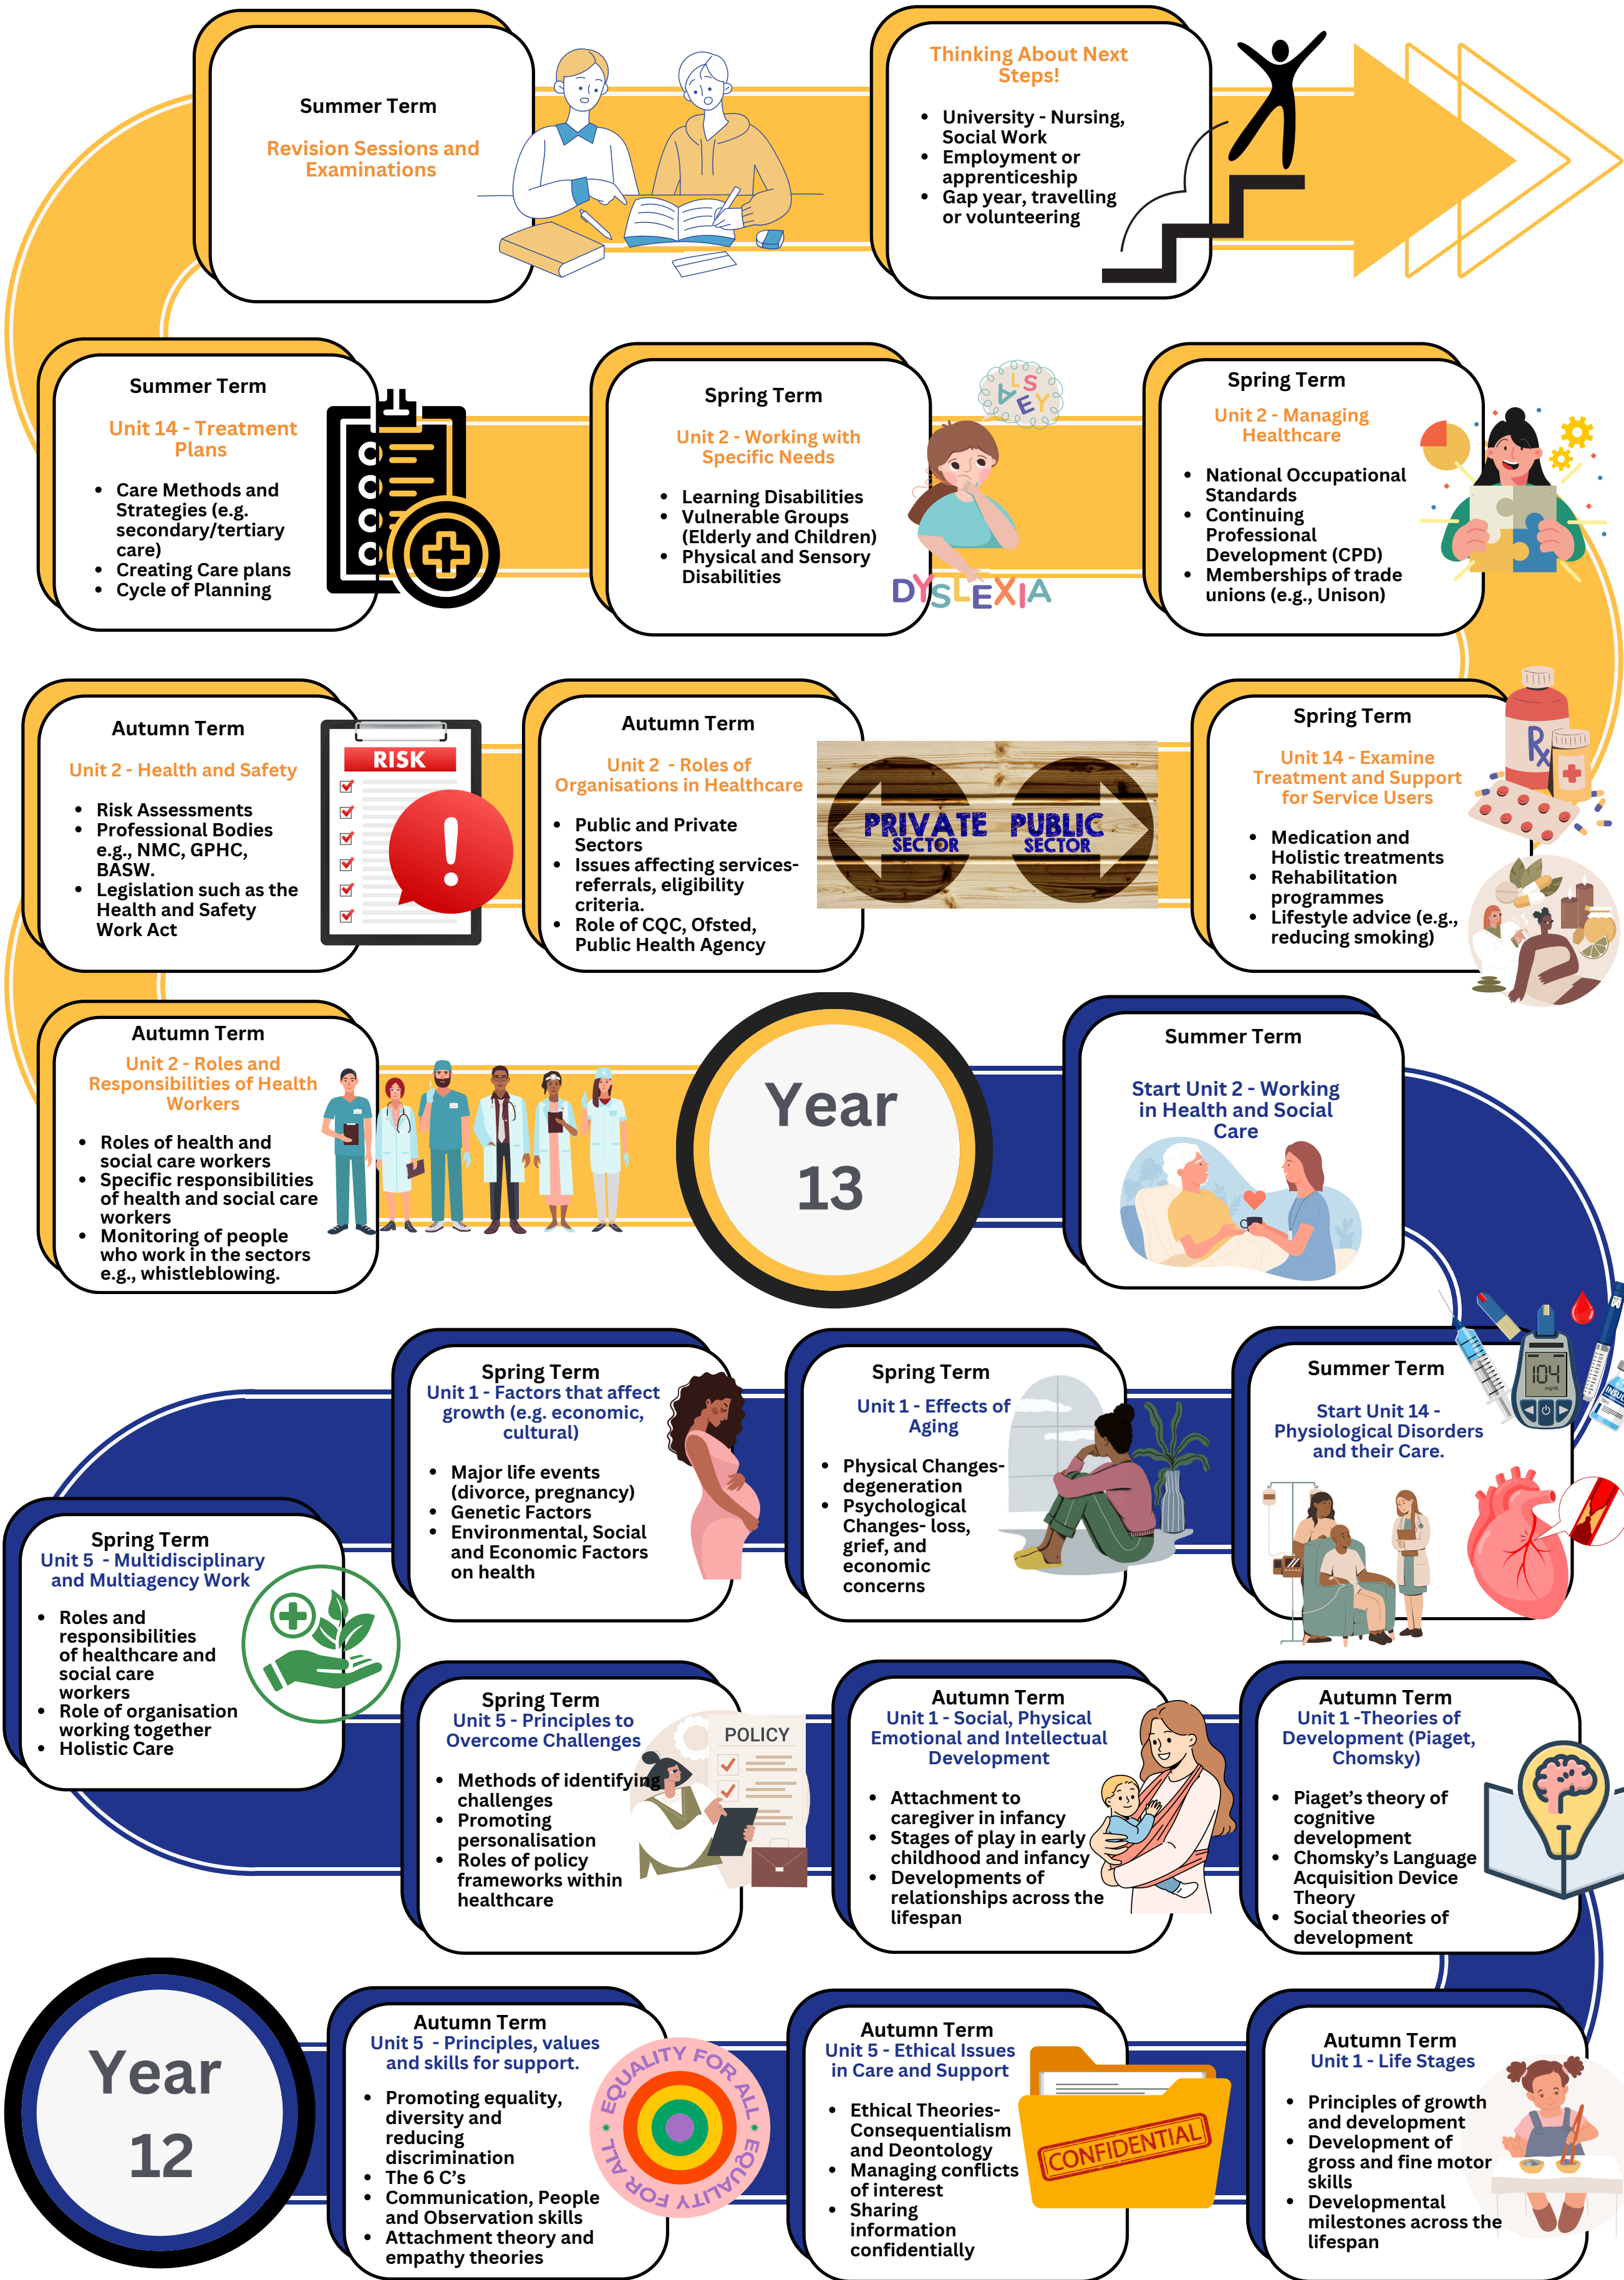 Summer Term
Revision Sessions and
Examinations
Thinking About Next
Steps!
• University - Nursing,
Social Work
• Employment or
apprenticeship
• Gap year, travelling
or volunteering
Summer Term
Unit 14 - Treatment
Plans
• Care Methods and
Strategies (e.g.
secondary/tertiary
care)
• Creating Care plans
• Cycle of Planning
Spring Term
Unit 2 - Working with
Specific Needs
• Learning Disabilities
• Vulnerable Groups
(Elderly and Children)
• Physical and Sensory
Disabilities
DYSLEXIA
Spring Term
Unit 2 - Managing
Healthcare
• National Occupational
Standards
• Continuing
Professional
Development (CPD)
• Memberships of trade
unions (e.g., Unison)
Autumn Term
Unit 2 - Health and Safety
• Risk Assessments
• Professional Bodies
e.g., NMC, GPHC,
BASW.
• Legislation such as the
Health and Safety
Work Act
RISK
!
Autumn Term
Unit 2 - Roles of
Organisations in Healthcare
• Public and Private
Sectors
• Issues affecting services-
referrals, eligibility
criteria.
• Role of CQC, Ofsted,
Public Health Agency
PRIVATE
SECTOR
PUBLIC
SECTOR
Spring Term
Unit 14 - Examine
Treatment and Support
for Service Users
• Medication and
Holistic treatments
• Rehabilitation
programmes
• Lifestyle advice (e.g.,
reducing smoking)
Rx
Autumn Term
Unit 2 - Roles and
Responsibilities of Health
Workers
• Roles of health and
social care workers
• Specific responsibilities
of health and social care
workers
• Monitoring of people
who work in the sectors
e.g., whistleblowing.
Year
13
Summer Term
Start Unit 2 - Working
in Health and Social
Care
Spring Term
Unit 1 - Factors that affect
growth (e.g. economic,
cultural)
• Major life events
(divorce, pregnancy)
• Genetic Factors
• Environmental, Social
and Economic Factors
on health
Spring Term
Unit 1 - Effects of
Aging
• Physical Changes-
degeneration
• Psychological
Changes- loss,
grief, and
economic
concerns
Summer Term
Start Unit 14 -
Physiological Disorders
and their Care.
104
mg/dL
Spring Term
Unit 5 - Multidisciplinary
and Multiagency Work
• Roles and
responsibilities
of healthcare and
social care
workers
• Role of organisation
working together
• Holistic Care
Spring Term
Unit 5 - Principles to
Overcome Challenges
• Methods of identifying
challenges
• Promoting
personalisation
• Roles of policy
frameworks within
healthcare
POLICY
Autumn Term
Unit 1 - Social, Physical
Emotional and Intellectual
Development
• Attachment to
caregiver in infancy
• Stages of play in early
childhood and infancy
• Developments of
relationships across the
lifespan
Autumn Term
Unit 1 -Theories of
Development (Piaget,
Chomsky)
• Piaget's theory of
cognitive
development
• Chomsky's Language
Acquisition Device
Theory
• Social theories of
development
Year
12
Autumn Term
Unit 5 - Principles, values
and skills for support.
• Promoting equality,
diversity and
reducing
discrimination
• The 6 C's
• Communication, People
and Observation skills
• Attachment theory and
empathy theories
EQUALITY FOR ALL
EQUALITY FOR ALL
Autumn Term
Unit 5 - Ethical Issues
in Care and Support
• Ethical Theories-
Consequentialism
and Deontology
• Managing conflicts
of interest
• Sharing
information
confidentially
CONFIDENTIAL
Autumn Term
Unit 1 - Life Stages
• Principles of growth
and development
• Development of
gross and fine motor
skills
• Developmental
milestones across the
lifespan